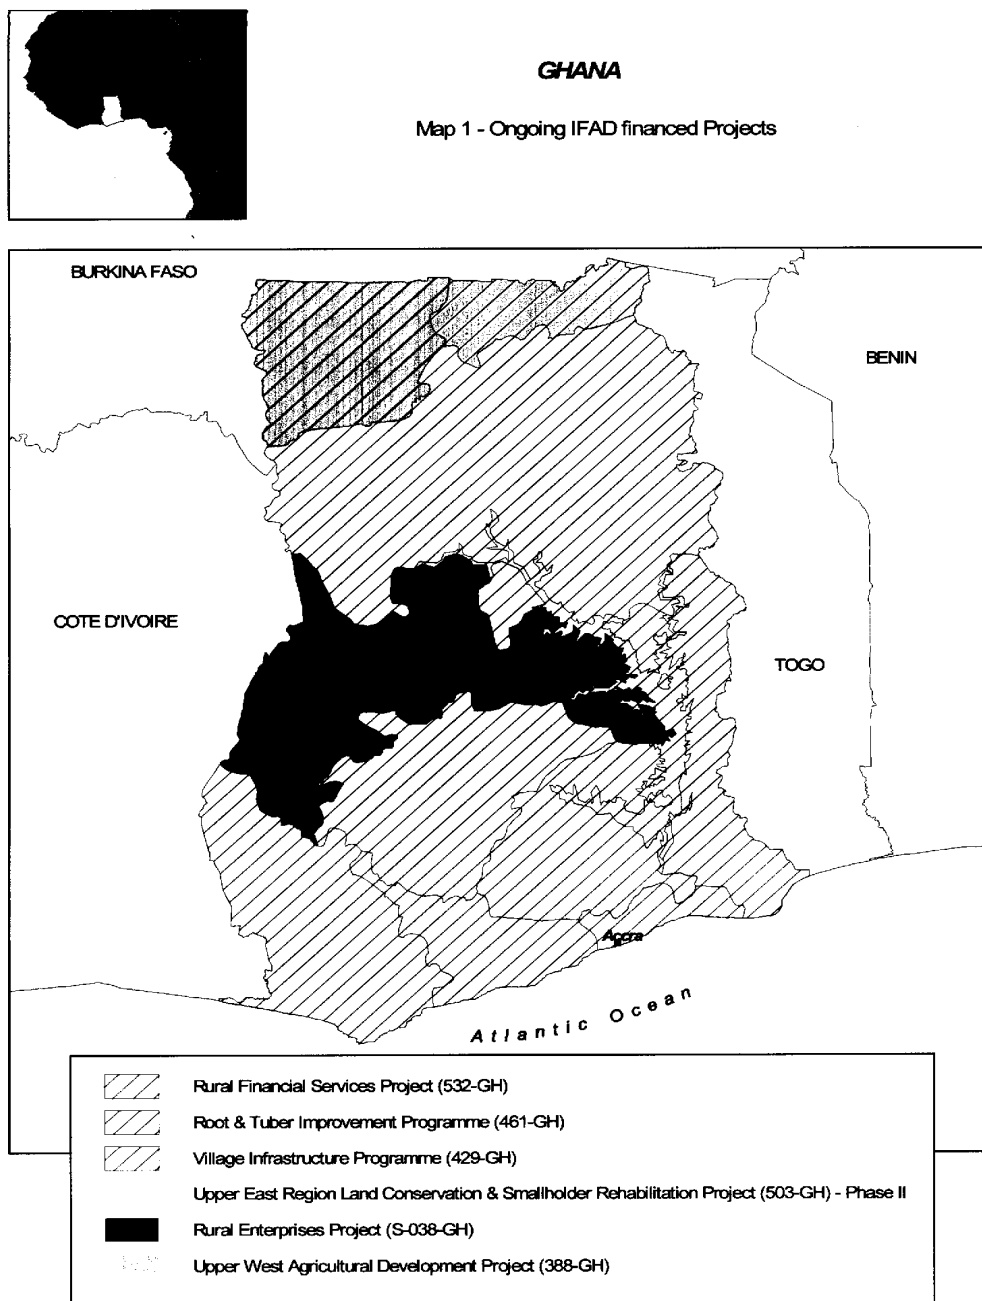 GHANA
Map 1 - Ongoing IFAD financed Projects
BURKINA FASO
BENIN
COTE D'IVOIRE
TOGO
Accra
Atlantic Ocean
Rural Financial Services Project (532-GH)
Root & Tuber Improvement Programme (461-GH)
Village Infrastructure Programme (429-GH)
Upper East Region Land Conservation & Smallholder Rehabilitation Project (503-GH) - Phase II
Rural Enterprises Project (S-038-GH)
Upper West Agricultural Development Project (388-GH)